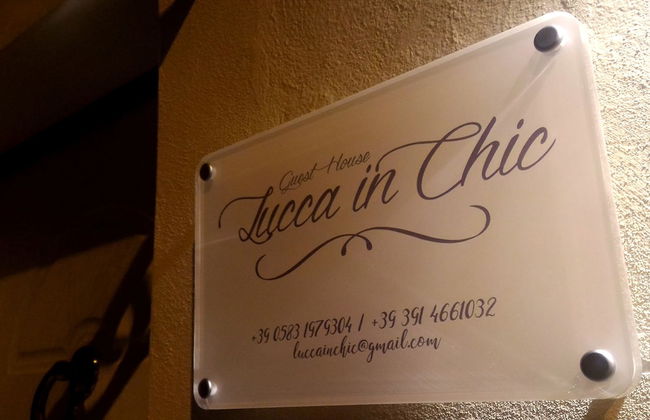 Guest House
Lucca in Chic
+39 0583 1979304 / +39 391 4661032
luccainchic@gmail.com